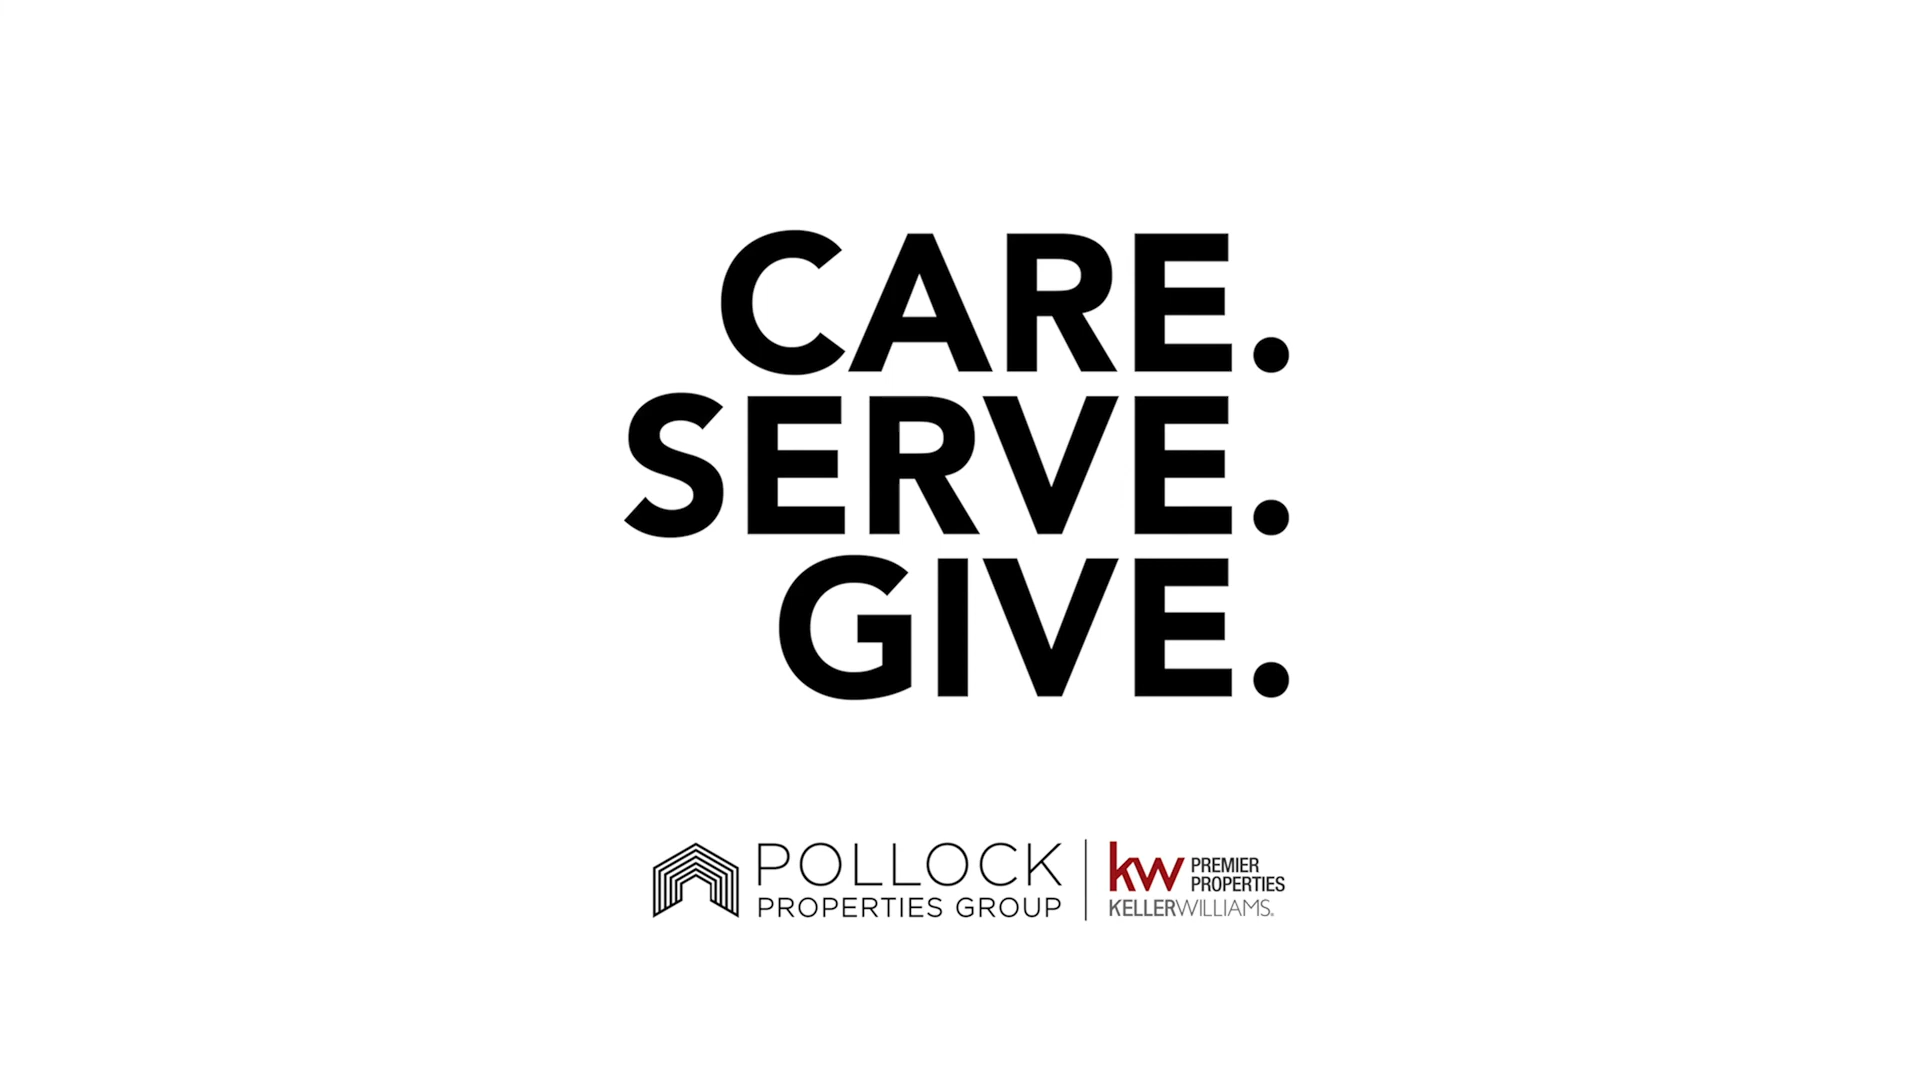 CARE.
SERVE.
GIVE.
POLLOCK
PROPERTIES GROUP
kw PREMIER
PROPERTIES
KELLERWILLIAMS®